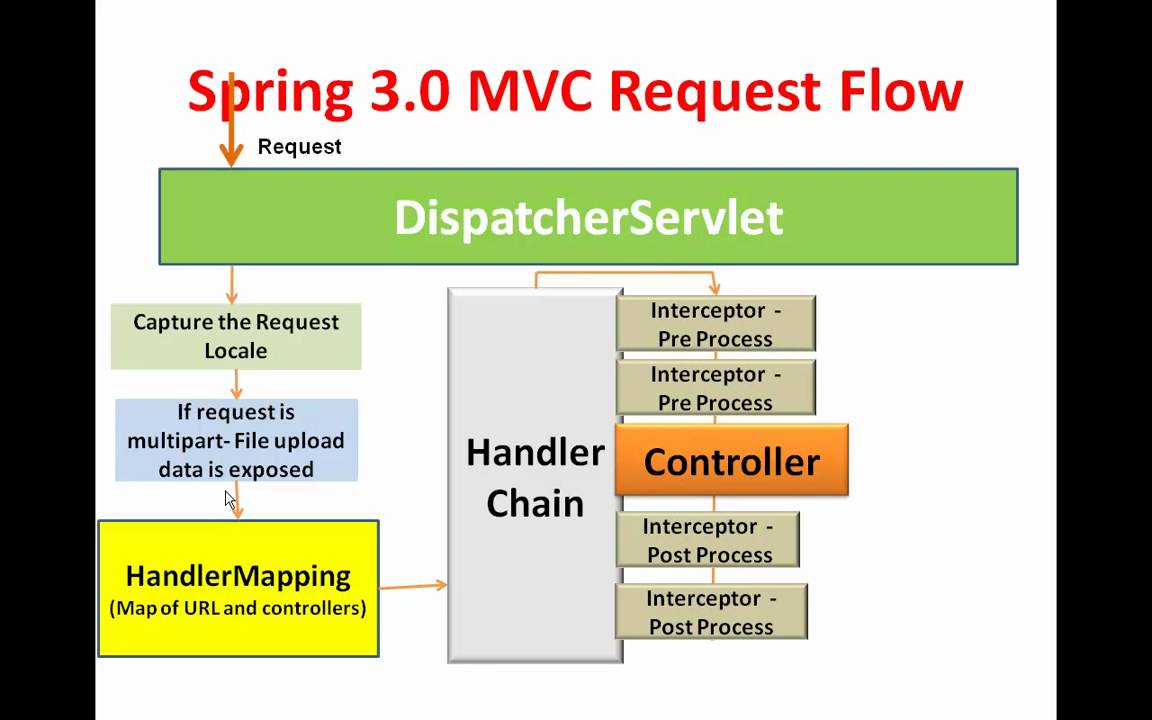 Spring 3.0 MVC Request Flow
Request
DispatcherServlet
Capture the Request
Locale
If request is
multipart- File upload
data is exposed
HandlerMapping
(Map of URL and controllers)
Handler
Chain
Interceptor -
Pre Process
Interceptor -
Pre Process
Controller
Interceptor -
Post Process
Interceptor -
Post Process